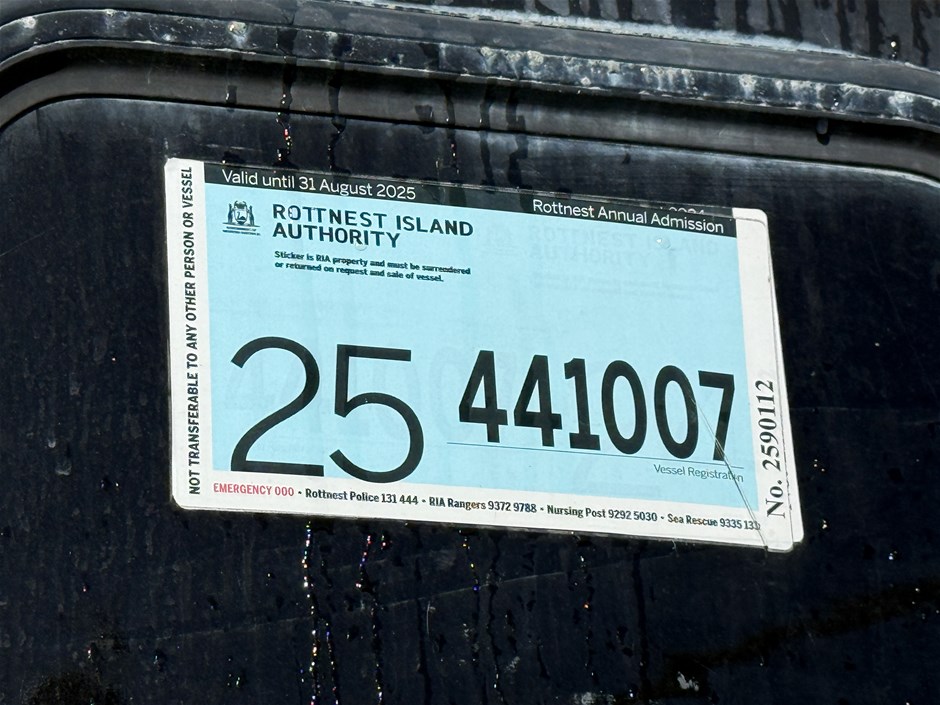 Valid until 31 August 2025
Rottnest Annual Admission
ROTTNEST ISLAND
AUTHORITY
Sticker is RIA property and must be surrendered
or returned on request and sale of vessel.
25
441007
Vessel Registration
EMERGENCY 000 • Rottnest Police 131 444 • RIA Rangers 9372 9788 • Nursing Post 9292 5030 • Sea Rescue 9335
NOT TRANSFERABLE TO ANY OTHER PERSON OR VESSEL
No. 2590112